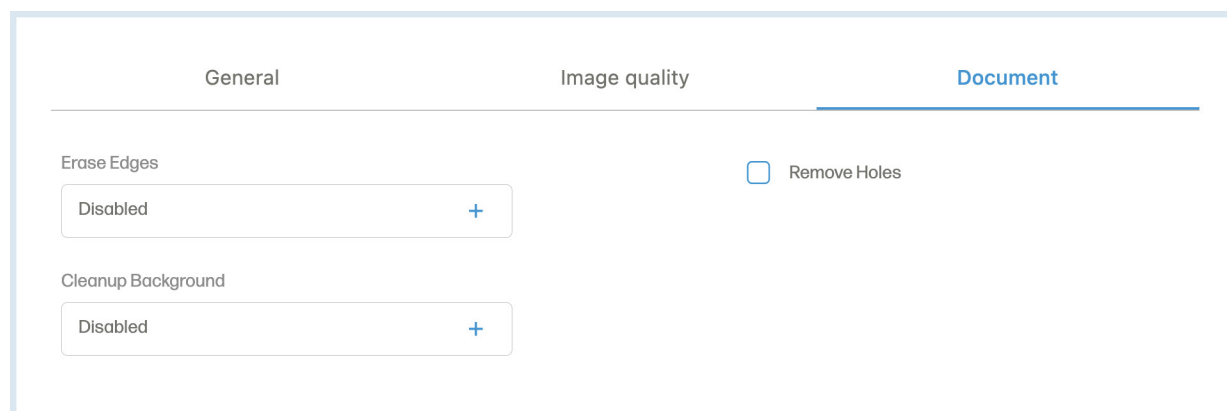 General Image quality Document
Erase Edges
Disabled
Remove Holes
Cleanup Background
Disabled